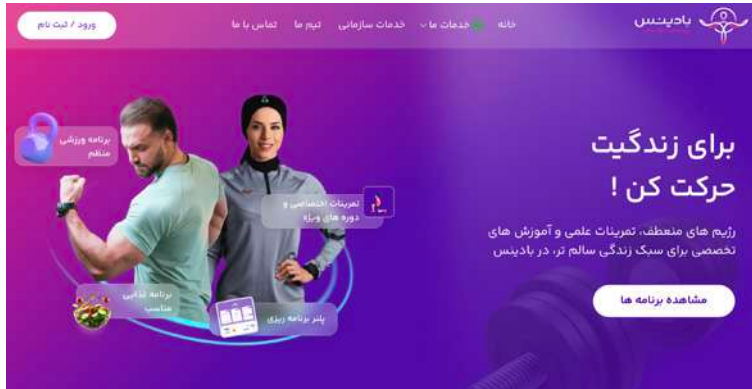 بادینس
خانه
خدمات ما
خدمات سازمانی
تیم ما
تماس با ما
ورود / ثبت نام
برای زندگیت
حرکت کن !
رژیم های منعطف، تمرینات علمی و آموزش های
تخصصی برای سبک زندگی سالم تر، در بادینس
مشاهده برنامه ها
برنامه ورزشی
منظم
تمرینات اختصاصی و
دوره های ویژه
برنامه غذایی
مناسب
پلنر برنامه ریزی